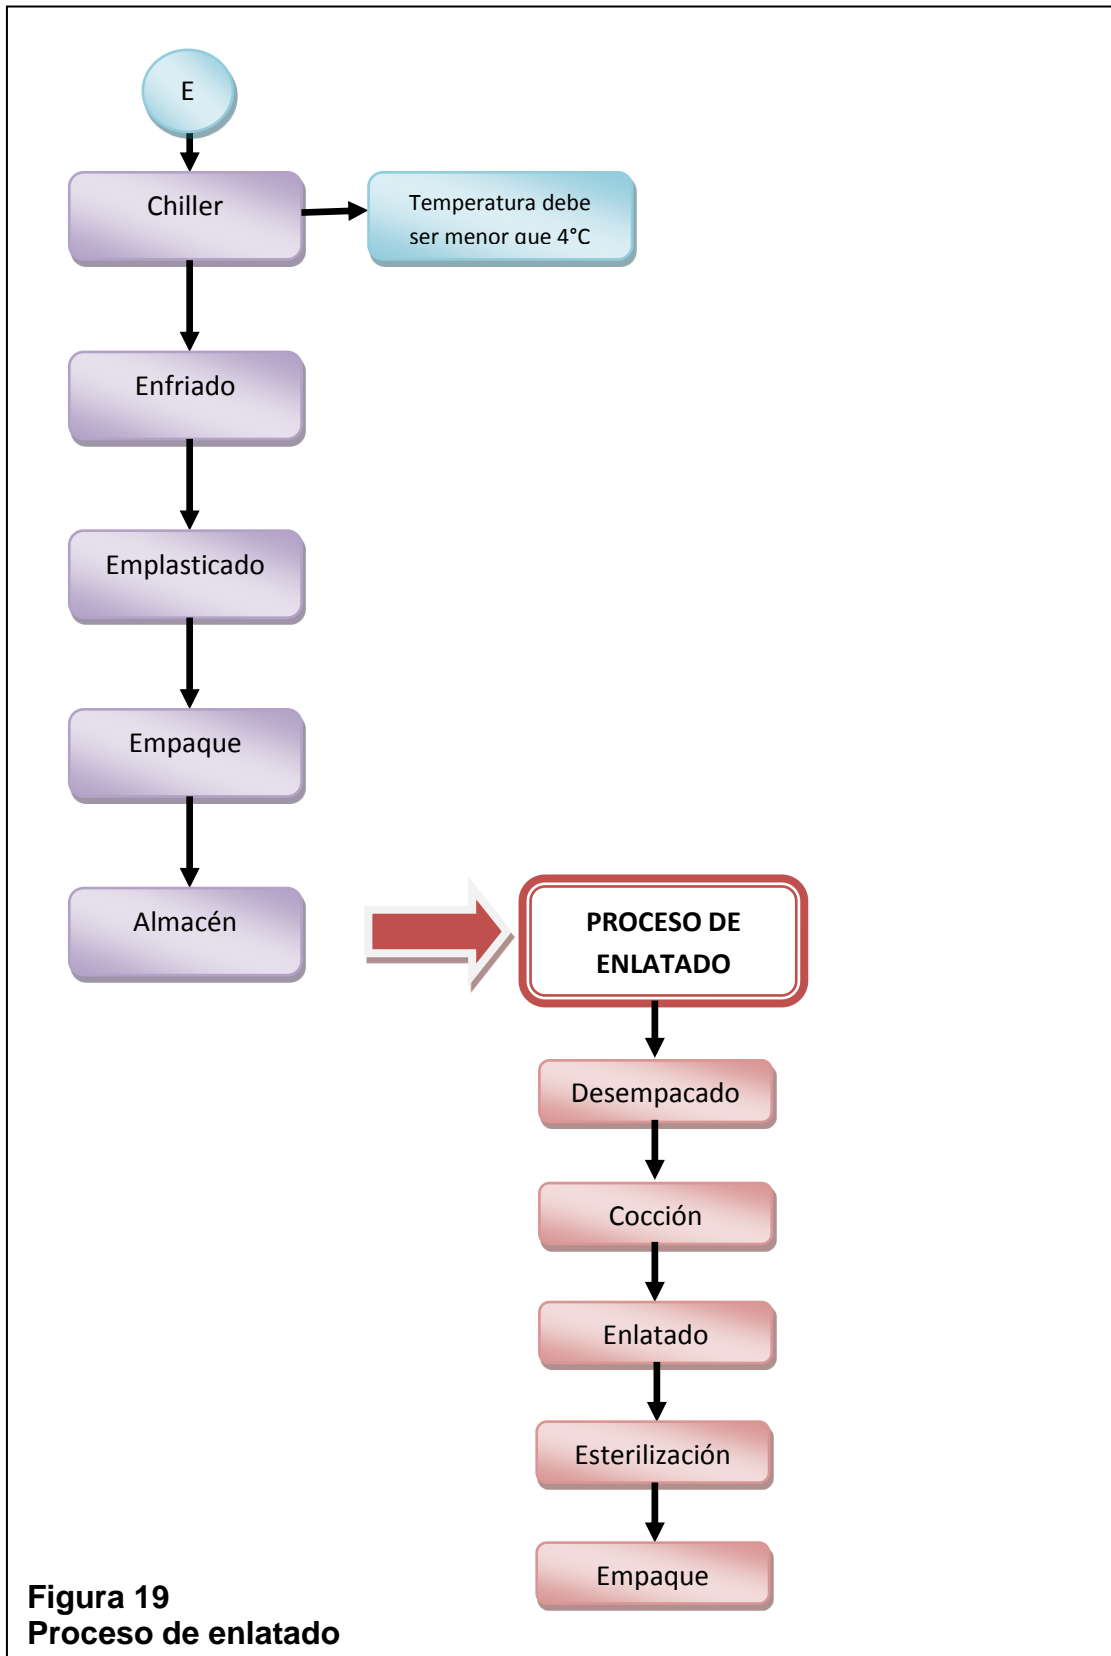 E
Chiller
Temperatura debe
ser menor que 4°C
Enfriado
Emplasticado
Empaque
Almacén
PROCESO DE
ENLATADO
Desempacado
Cocción
Enlatado
Esterilización
Empaque
Figura 19
Proceso de enlatado